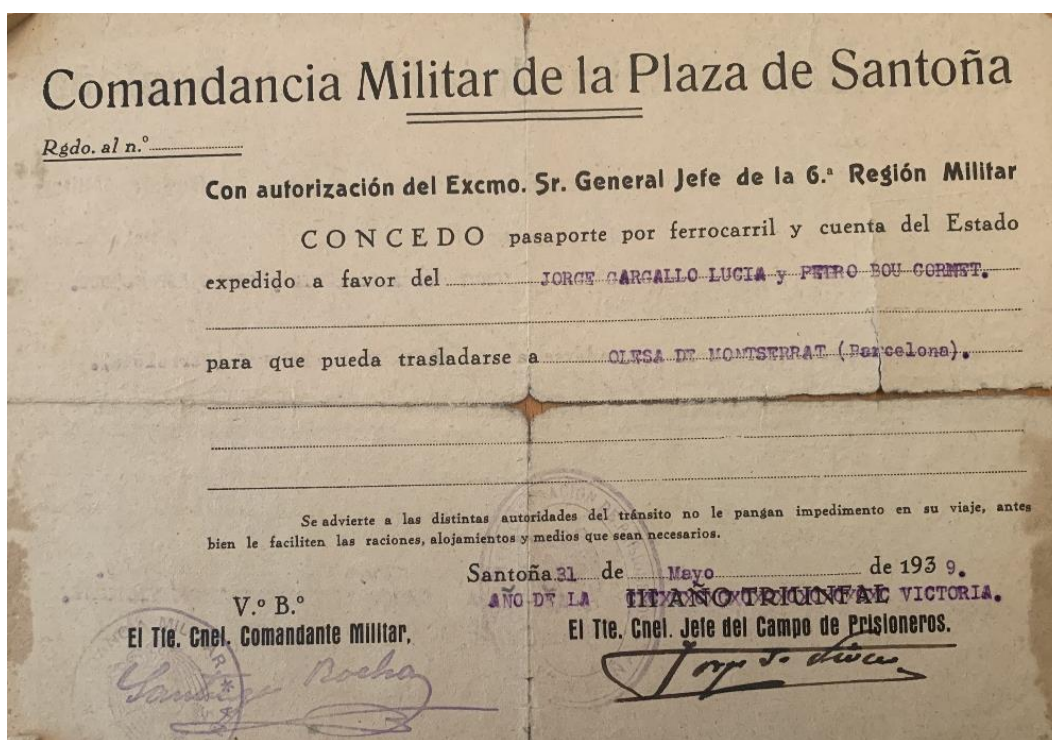 Comandancia Militar de la Plaza de Santoña
Rgdo. al n.º
Con autorización del Excmo. Sr. General Jefe de la 6.ª Región Militar
CONCEDO pasaporte por ferrocarril y cuenta del Estado
expedido a favor del JORGE GARGALLO LUCIA y PETRO BOU CORNET.
para que pueda trasladarse a OLESA DE MONTSERRAT (Barcelona).
Se advierte a las distintas autoridades del tránsito no le pangan impedimento en su viaje, antes
bien le faciliten las raciones, alojamientos y medios que sean necesarios.
Santoña 31 de Mayo de 1939.
AÑO DE LA III AÑO TRIUNFAL VICTORIA.
V.º B.º
El Tte. Cnel. Comandante Militar,
El Tte. Cnel. Jefe del Campo de Prisioneros.
Santiago Rocha